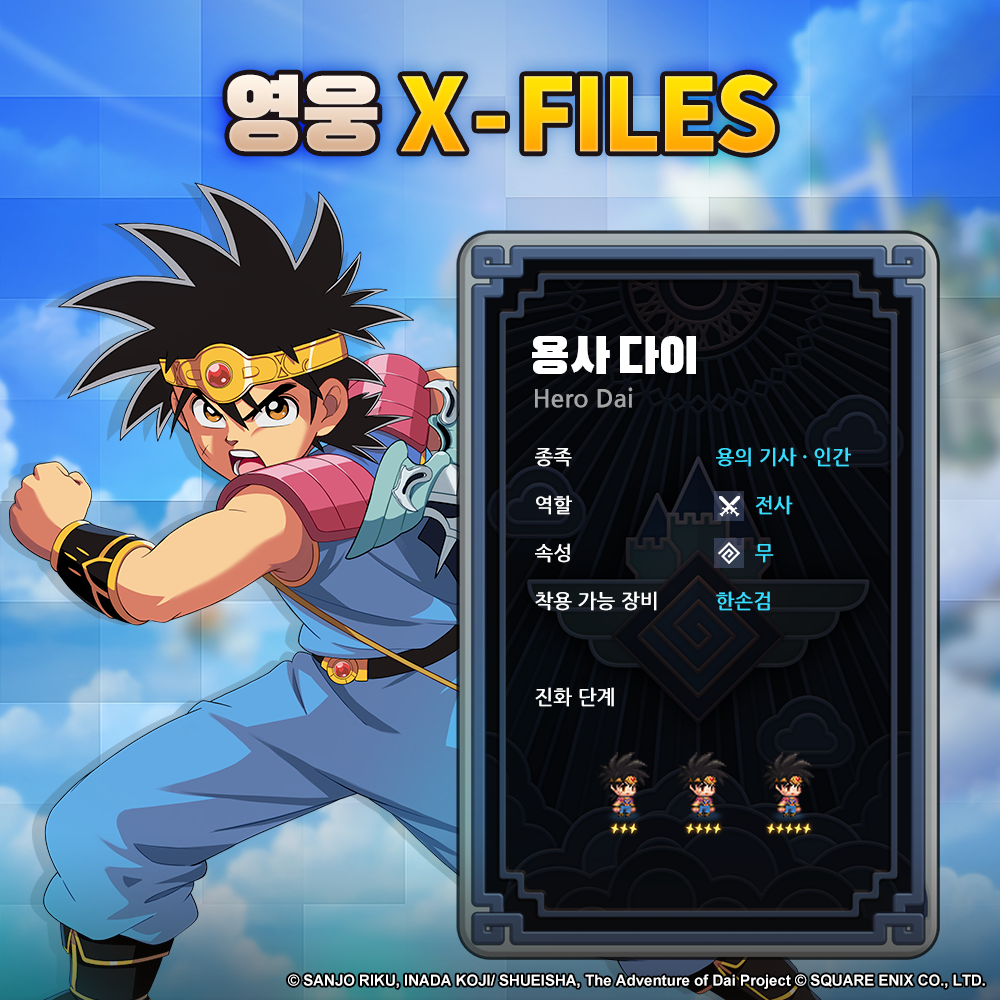 영웅 X-FILES
용사 다이
Hero Dai
종족 용의 기사 · 인간
역할 전사
속성 무
착용 가능 장비 한손검
진화 단계
© SANJO RIKU, INADA KOJI/ SHUEISHA, The Adventure of Dai Project © SQUARE ENIX CO., LTD.